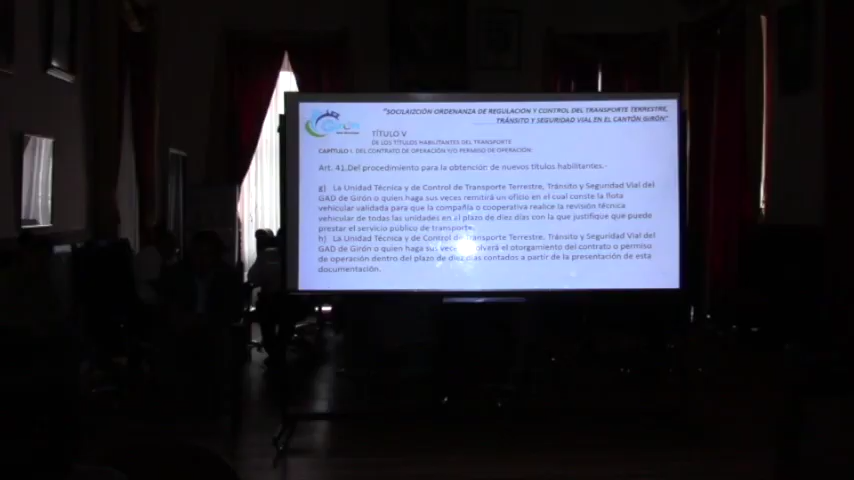 "SOCILAIZCIÓN ORDENANZA DE REGULACIÓN Y CONTROL DEL TRANSPORTE TERRESTRE,
TRÁNSITO Y SEGURIDAD VIAL EN EL CANTÓN GIRÓN"
Girón
TÍTULO V
DE LOS TÍTULOS HABILITANTES DEL TRANSPORTE
CAPÍTULO I. DEL CONTRATO DE OPERACIÓN Y/O PERMISO DE OPERACIÓN.
Art. 41.Del procedimiento para la obtención de nuevos títulos habilitantes.-
g) La Unidad Técnica y de Control de Transporte Terrestre, Tránsito y Seguridad Vial del
GAD de Girón o quien haga sus veces remitirá un oficio en el cual conste la flota
vehicular validada para que la compañía o cooperativa realice la revisión técnica
vehicular de todas las unidades en el plazo de diez días con la que justifique que puede
prestar el servicio público de transporte.
h) La Unidad Técnica y de Control de Transporte Terrestre, Tránsito y Seguridad Vial del
GAD de Girón o quien haga sus el otorgamiento del contrato o permiso
de operación dentro del plazo de diez días contados a partir de la presentación de esta
documentación.